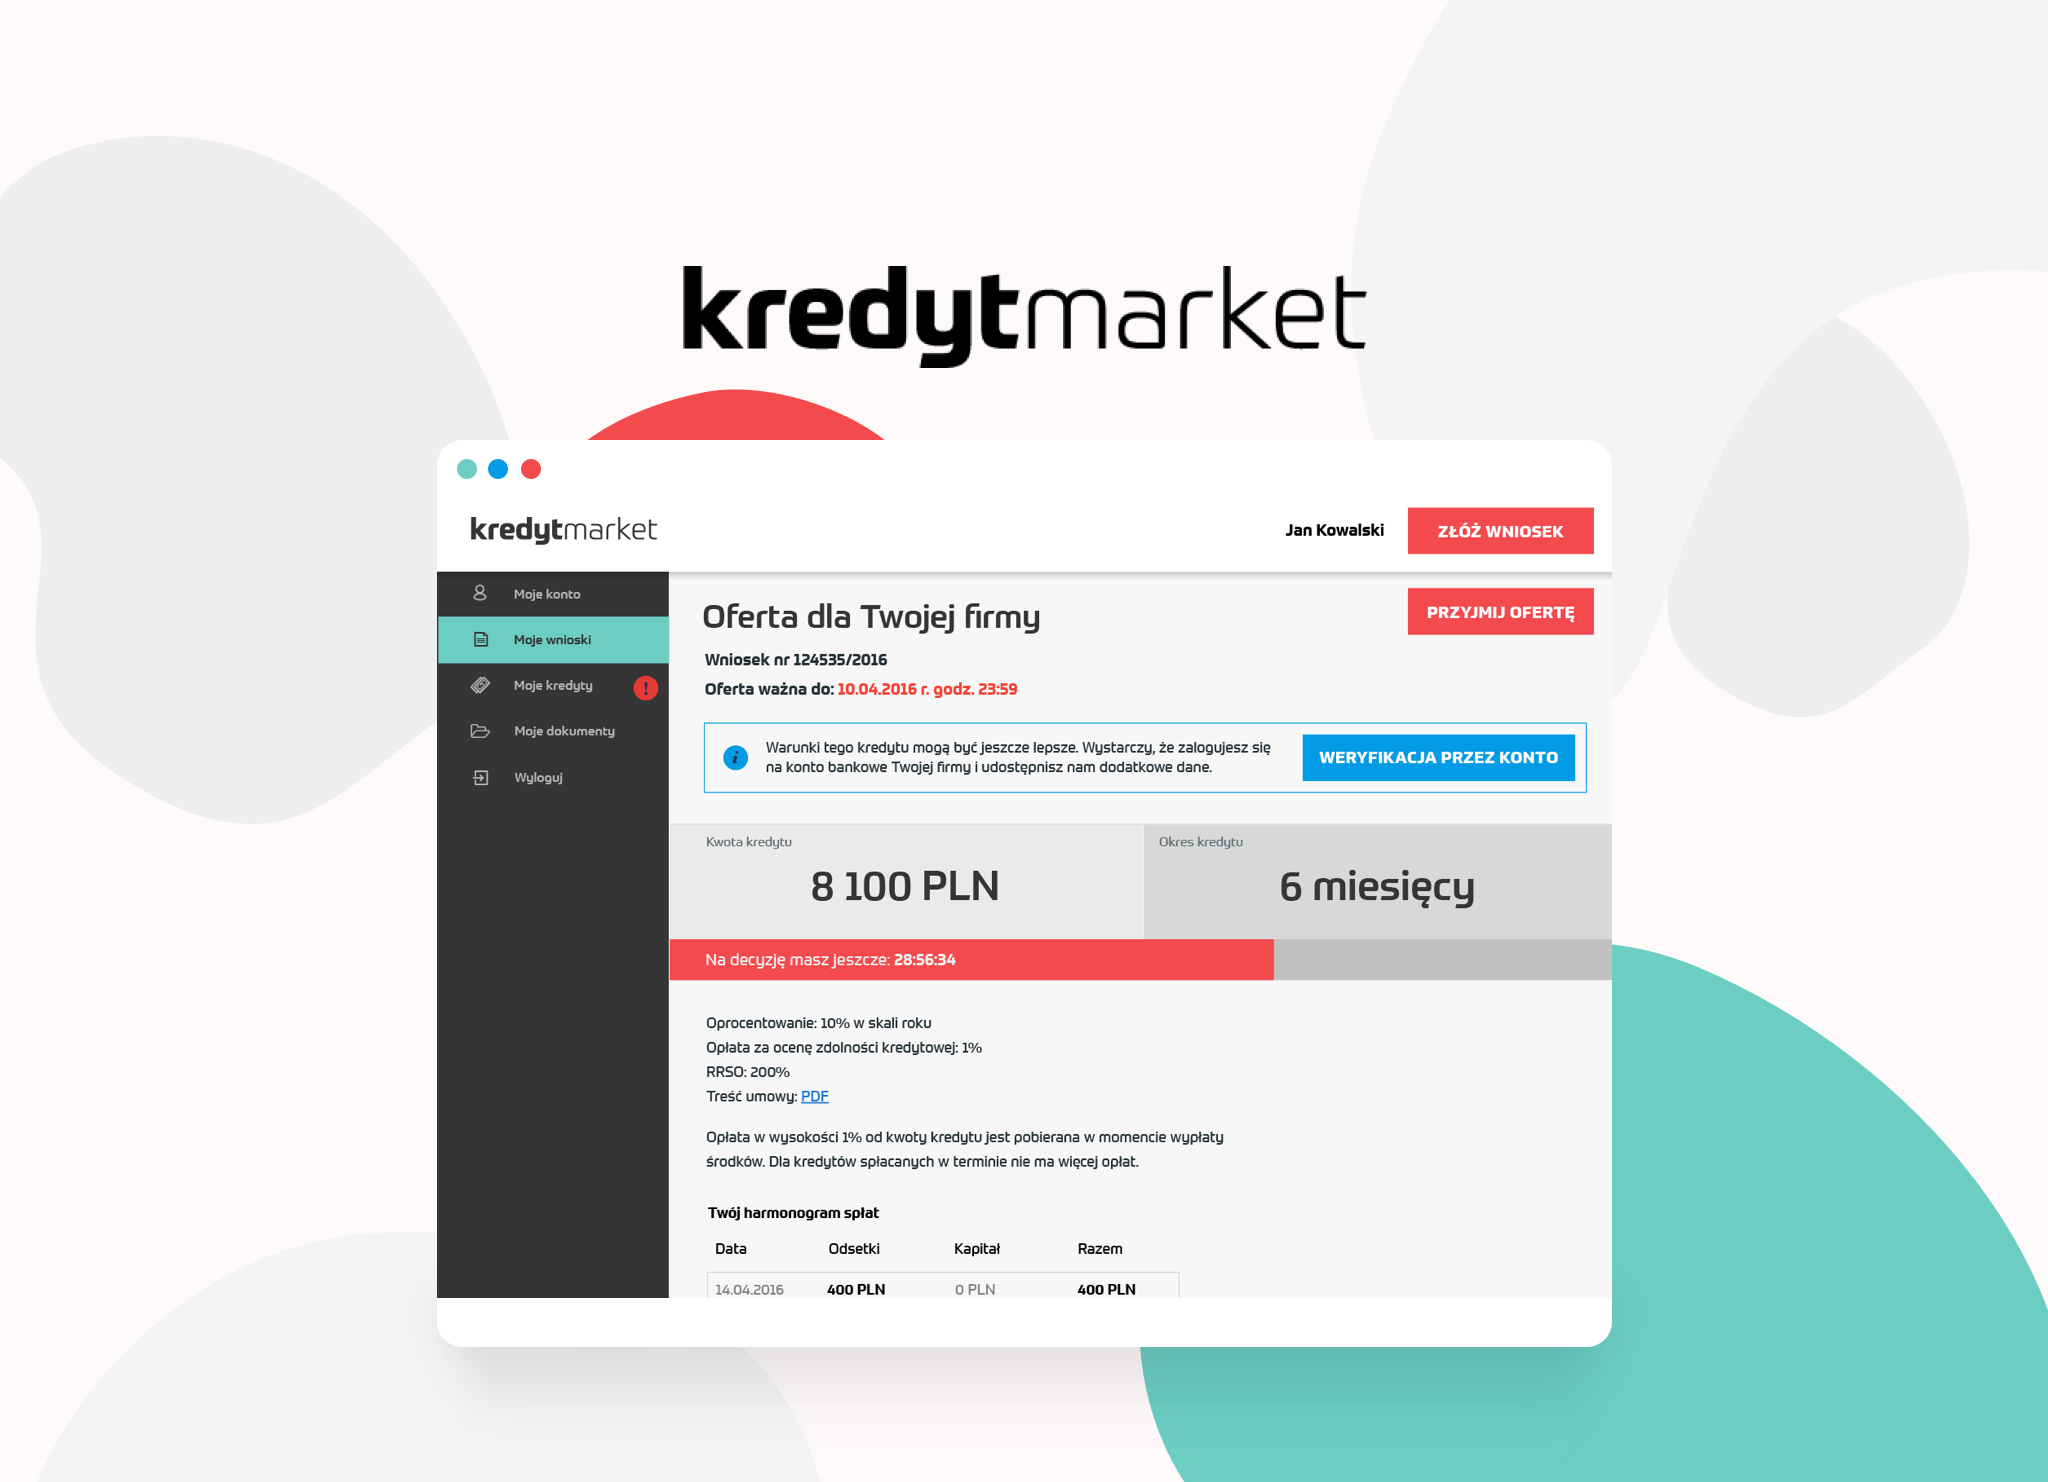 kredytmarket
kredytmarket
Jan Kowalski
ZŁÓŻ WNIOSEK
Moje konto
Moje wnioski
Moje kredyty
!
Moje dokumenty
Wyloguj
Oferta dla Twojej firmy
PRZYJMIJ OFERTĘ
Wniosek nr 124535/2016
Oferta ważna do: 10.04.2016 r. godz. 23:59
i
Warunki tego kredytu mogą być jeszcze lepsze. Wystarczy, że zalogujesz się
na konto bankowe Twojej firmy i udostępnisz nam dodatkowe dane.
WERYFIKACJA PRZEZ KONTO
Kwota kredytu
8 100 PLN
Okres kredytu
6 miesięcy
Na decyzję masz jeszcze: 28:56:34
Oprocentowanie: 10% w skali roku
Opłata za ocenę zdolności kredytowej: 1%
RRSO: 200%
Treść umowy: PDF
Opłata w wysokości 1% od kwoty kredytu jest pobierana w momencie wypłaty
środków. Dla kredytów spłacanych w terminie nie ma więcej opłat.
Twój harmonogram spłat
Data Odsetki Kapitał Razem
14.04.2016 400 PLN 0 PLN 400 PLN